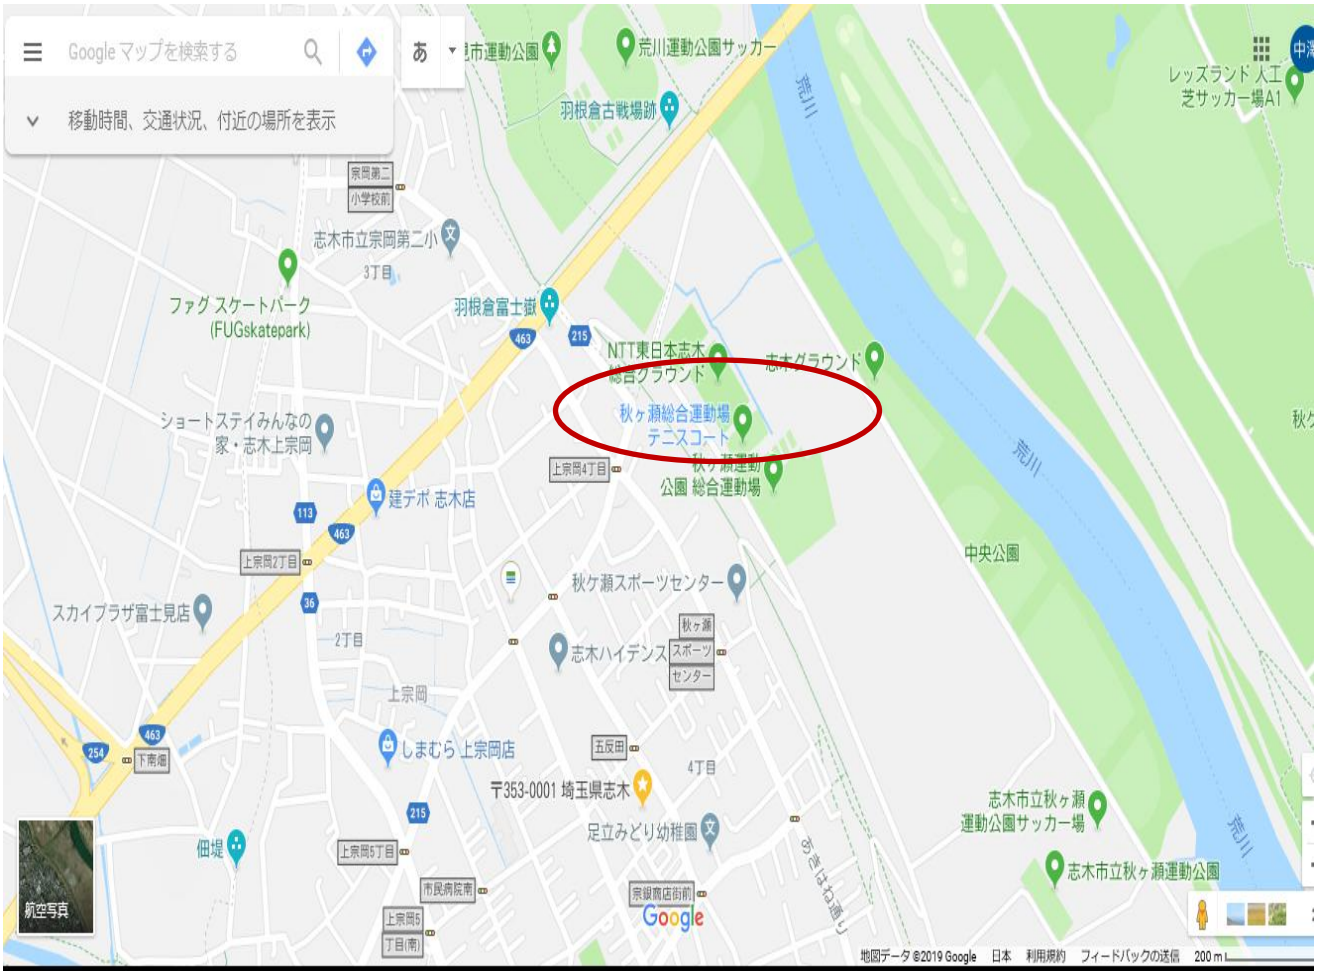 Google マップを検索する
あ
移動時間、交通状況、付近の場所を表示
見市運動公園
荒川運動公園サッカー
羽根倉古戦場跡
荒川
レッズランド 人工
芝サッカー場A1
中澤
宗岡第二
小学校前
志木市立宗岡第二小
3丁目
ファグ スケートパーク
(FUGskatepark)
羽根倉富士嶽
463
215
NTT東日本志木
総合グラウンド
志木グラウンド
秋ヶ瀬総合運動場
テニスコート
秋ヶ瀬運動
公園 総合運動場
ショートステイみんなの
家・志木上宗岡
上宗岡4丁目
荒川
秋ケ
建デポ 志木店
113
463
上宗岡2丁目
中央公園
36
秋ケ瀬スポーツセンター
スカイプラザ富士見店
2丁目
志木ハイデンス
秋ヶ瀬
スポーツ
センター
上宗岡
463
254
下南畑
しまむら 上宗岡店
五反田
4丁目
〒353-0001 埼玉県志木
215
足立みどり幼稚園
志木市立秋ヶ瀬
運動公園サッカー場
荒川
佃堤
上宗岡5丁目
あきはね通り
志木市立秋ヶ瀬運動公園
市民病院南
宗銀商店街前
航空写真
上宗岡5
丁目(南)
Google
地図データ ©2019 Google 日本 利用規約 フィードバックの送信 200 m